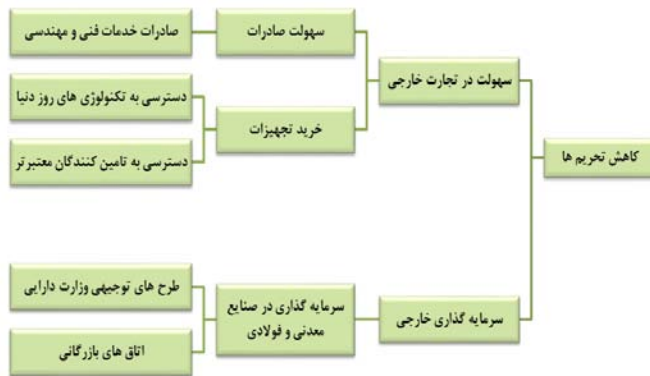 کاهش تحریم ها
سهولت در تجارت خارجی
سهولت صادرات
صادرات خدمات فنی و مهندسی
خرید تجهیزات
دسترسی به تکنولوژی های روز دنیا
دسترسی به تامین کنندگان معتبرتر
سرمایه گذاری خارجی
سرمایه گذاری در صنایع
معدنی و فولادی
طرح های توجیهی وزارت دارایی
اتاق های بازرگانی